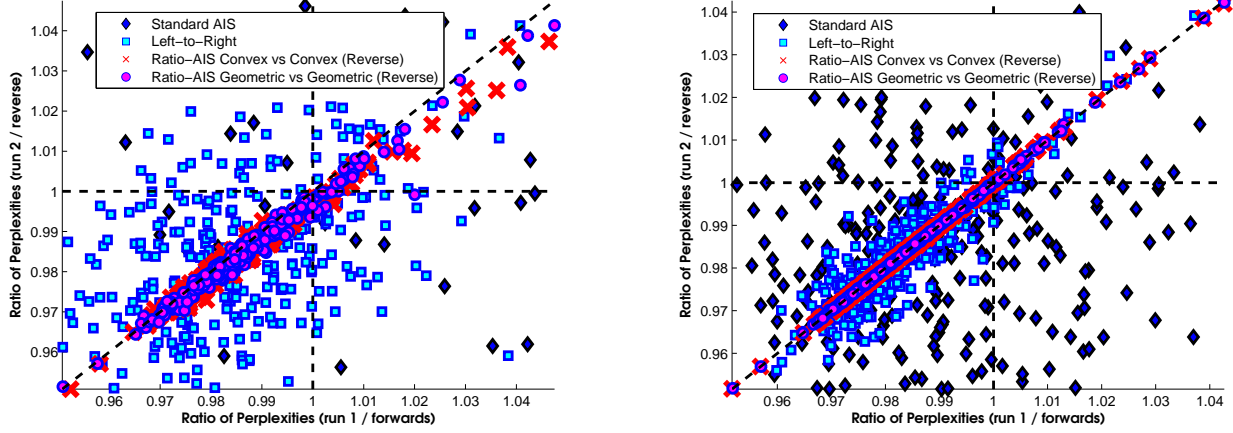 Standard AIS
Left−to−Right
Ratio−AIS Convex vs Convex (Reverse)
Ratio−AIS Geometric vs Geometric (Reverse)
1.04
1.03
1.02
1.01
1
0.99
0.98
0.97
0.96
Ratio of Perplexities (run 2 / reverse)
0.96 0.97 0.98 0.99 1 1.01 1.02 1.03 1.04
Ratio of Perplexities (run 1 / forwards)
Standard AIS
Left−to−Right
Ratio−AIS Convex vs Convex (Reverse)
Ratio−AIS Geometric vs Geometric (Reverse)
1.04
1.03
1.02
1.01
1
0.99
0.98
0.97
0.96
Ratio of Perplexities (run 2 / reverse)
0.96 0.97 0.98 0.99 1 1.01 1.02 1.03 1.04
Ratio of Perplexities (run 1 / forwards)